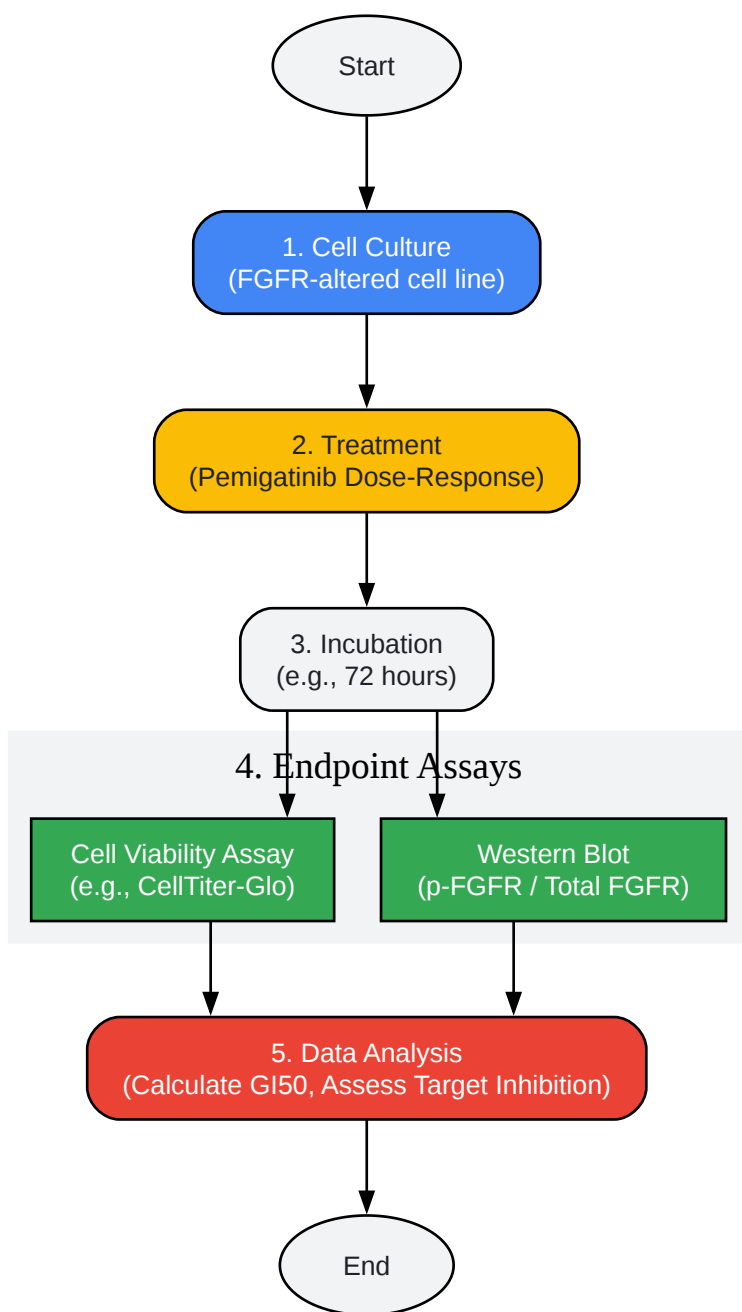 Start
1. Cell Culture
(FGFR-altered cell line)
2. Treatment
(Pemigatinib Dose-Response)
3. Incubation
(e.g., 72 hours)
4. Endpoint Assays
Cell Viability Assay
(e.g., CellTiter-Glo)
Western Blot
(p-FGFR / Total FGFR)
5. Data Analysis
(Calculate GI50, Assess Target Inhibition)
End